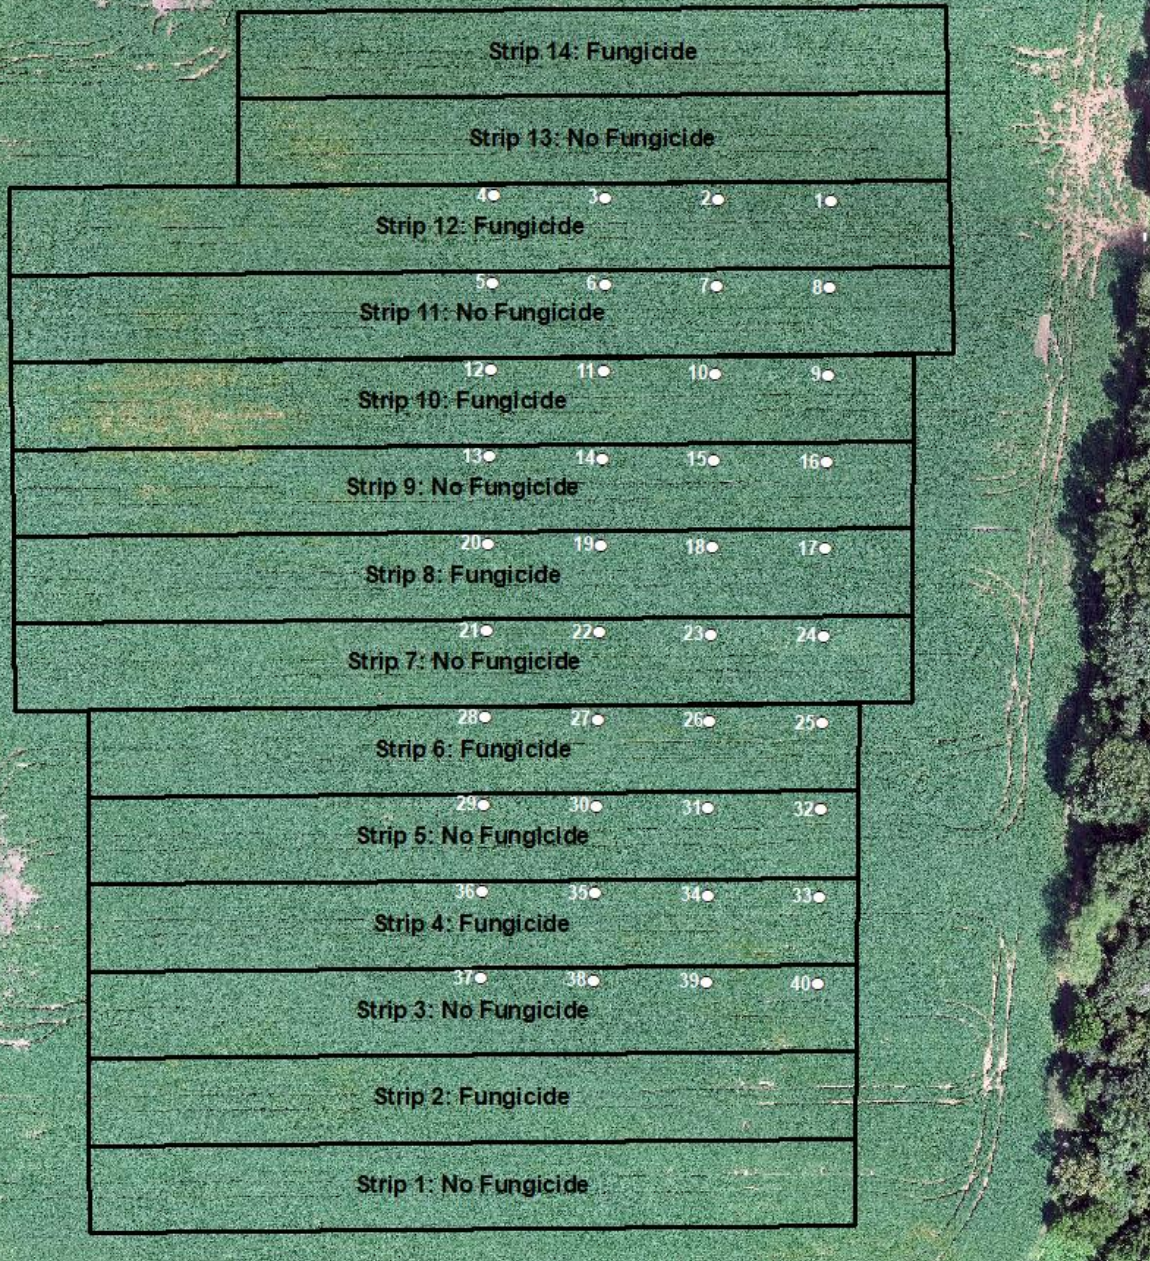 Strip 14: Fungicide
Strip 13: No Fungicide
4 3 2 1
Strip 12: Fungicide
5 6 7 8
Strip 11: No Fungicide
12 11 10 9
Strip 10: Fungicide
13 14 15 16
Strip 9: No Fungicide
20 19 18 17
Strip 8: Fungicide
21 22 23 24
Strip 7: No Fungicide
28 27 26 25
Strip 6: Fungicide
29 30 31 32
Strip 5: No Fungicide
36 35 34 33
Strip 4: Fungicide
37 38 39 40
Strip 3: No Fungicide
Strip 2: Fungicide
Strip 1: No Fungicide